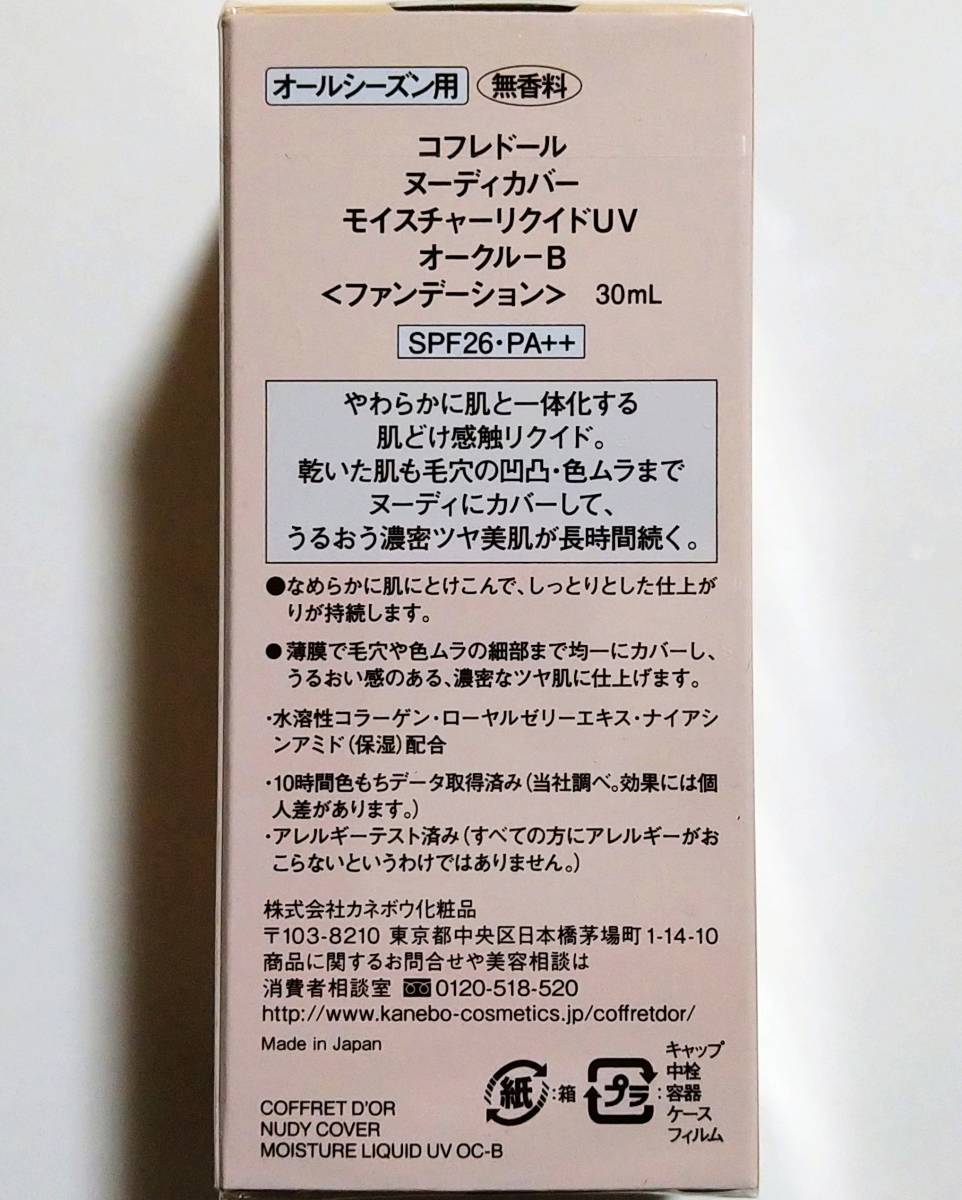 オールシーズン用 無香料
コフレドール
ヌーディカバー
モイスチャーリクイドUV
オークル－B
＜ファンデーション＞ 30mL
SPF26・PA++
やわらかに肌と一体化する
肌どけ感触リクイド。
乾いた肌も毛穴の凹凸・色ムラまで
ヌーディにカバーして、
うるおう濃密ツヤ美肌が長時間続く。
●なめらかに肌にとけこんで、しっとりとした仕上が
りが持続します。
●薄膜で毛穴や色ムラの細部まで均一にカバーし、
うるおい感のある、濃密なツヤ肌に仕上げます。
・水溶性コラーゲン・ローヤルゼリーエキス・ナイアシ
ンアミド（保湿）配合
・10時間色もちデータ取得済み（当社調べ。効果には個
人差があります。）
・アレルギーテスト済み（すべての方にアレルギーがお
こらないというわけではありません。）
株式会社カネボウ化粧品
〒103-8210 東京都中央区日本橋茅場町1-14-10
商品に関するお問合せや美容相談は
消費者相談室 0120-518-520
http://www.kanebo-cosmetics.jp/coffretdor/
Made in Japan
紙：箱
プラ：
キャップ
中栓
容器
ケース
フィルム
COFFRET D'OR
NUDY COVER
MOISTURE LIQUID UV OC-B